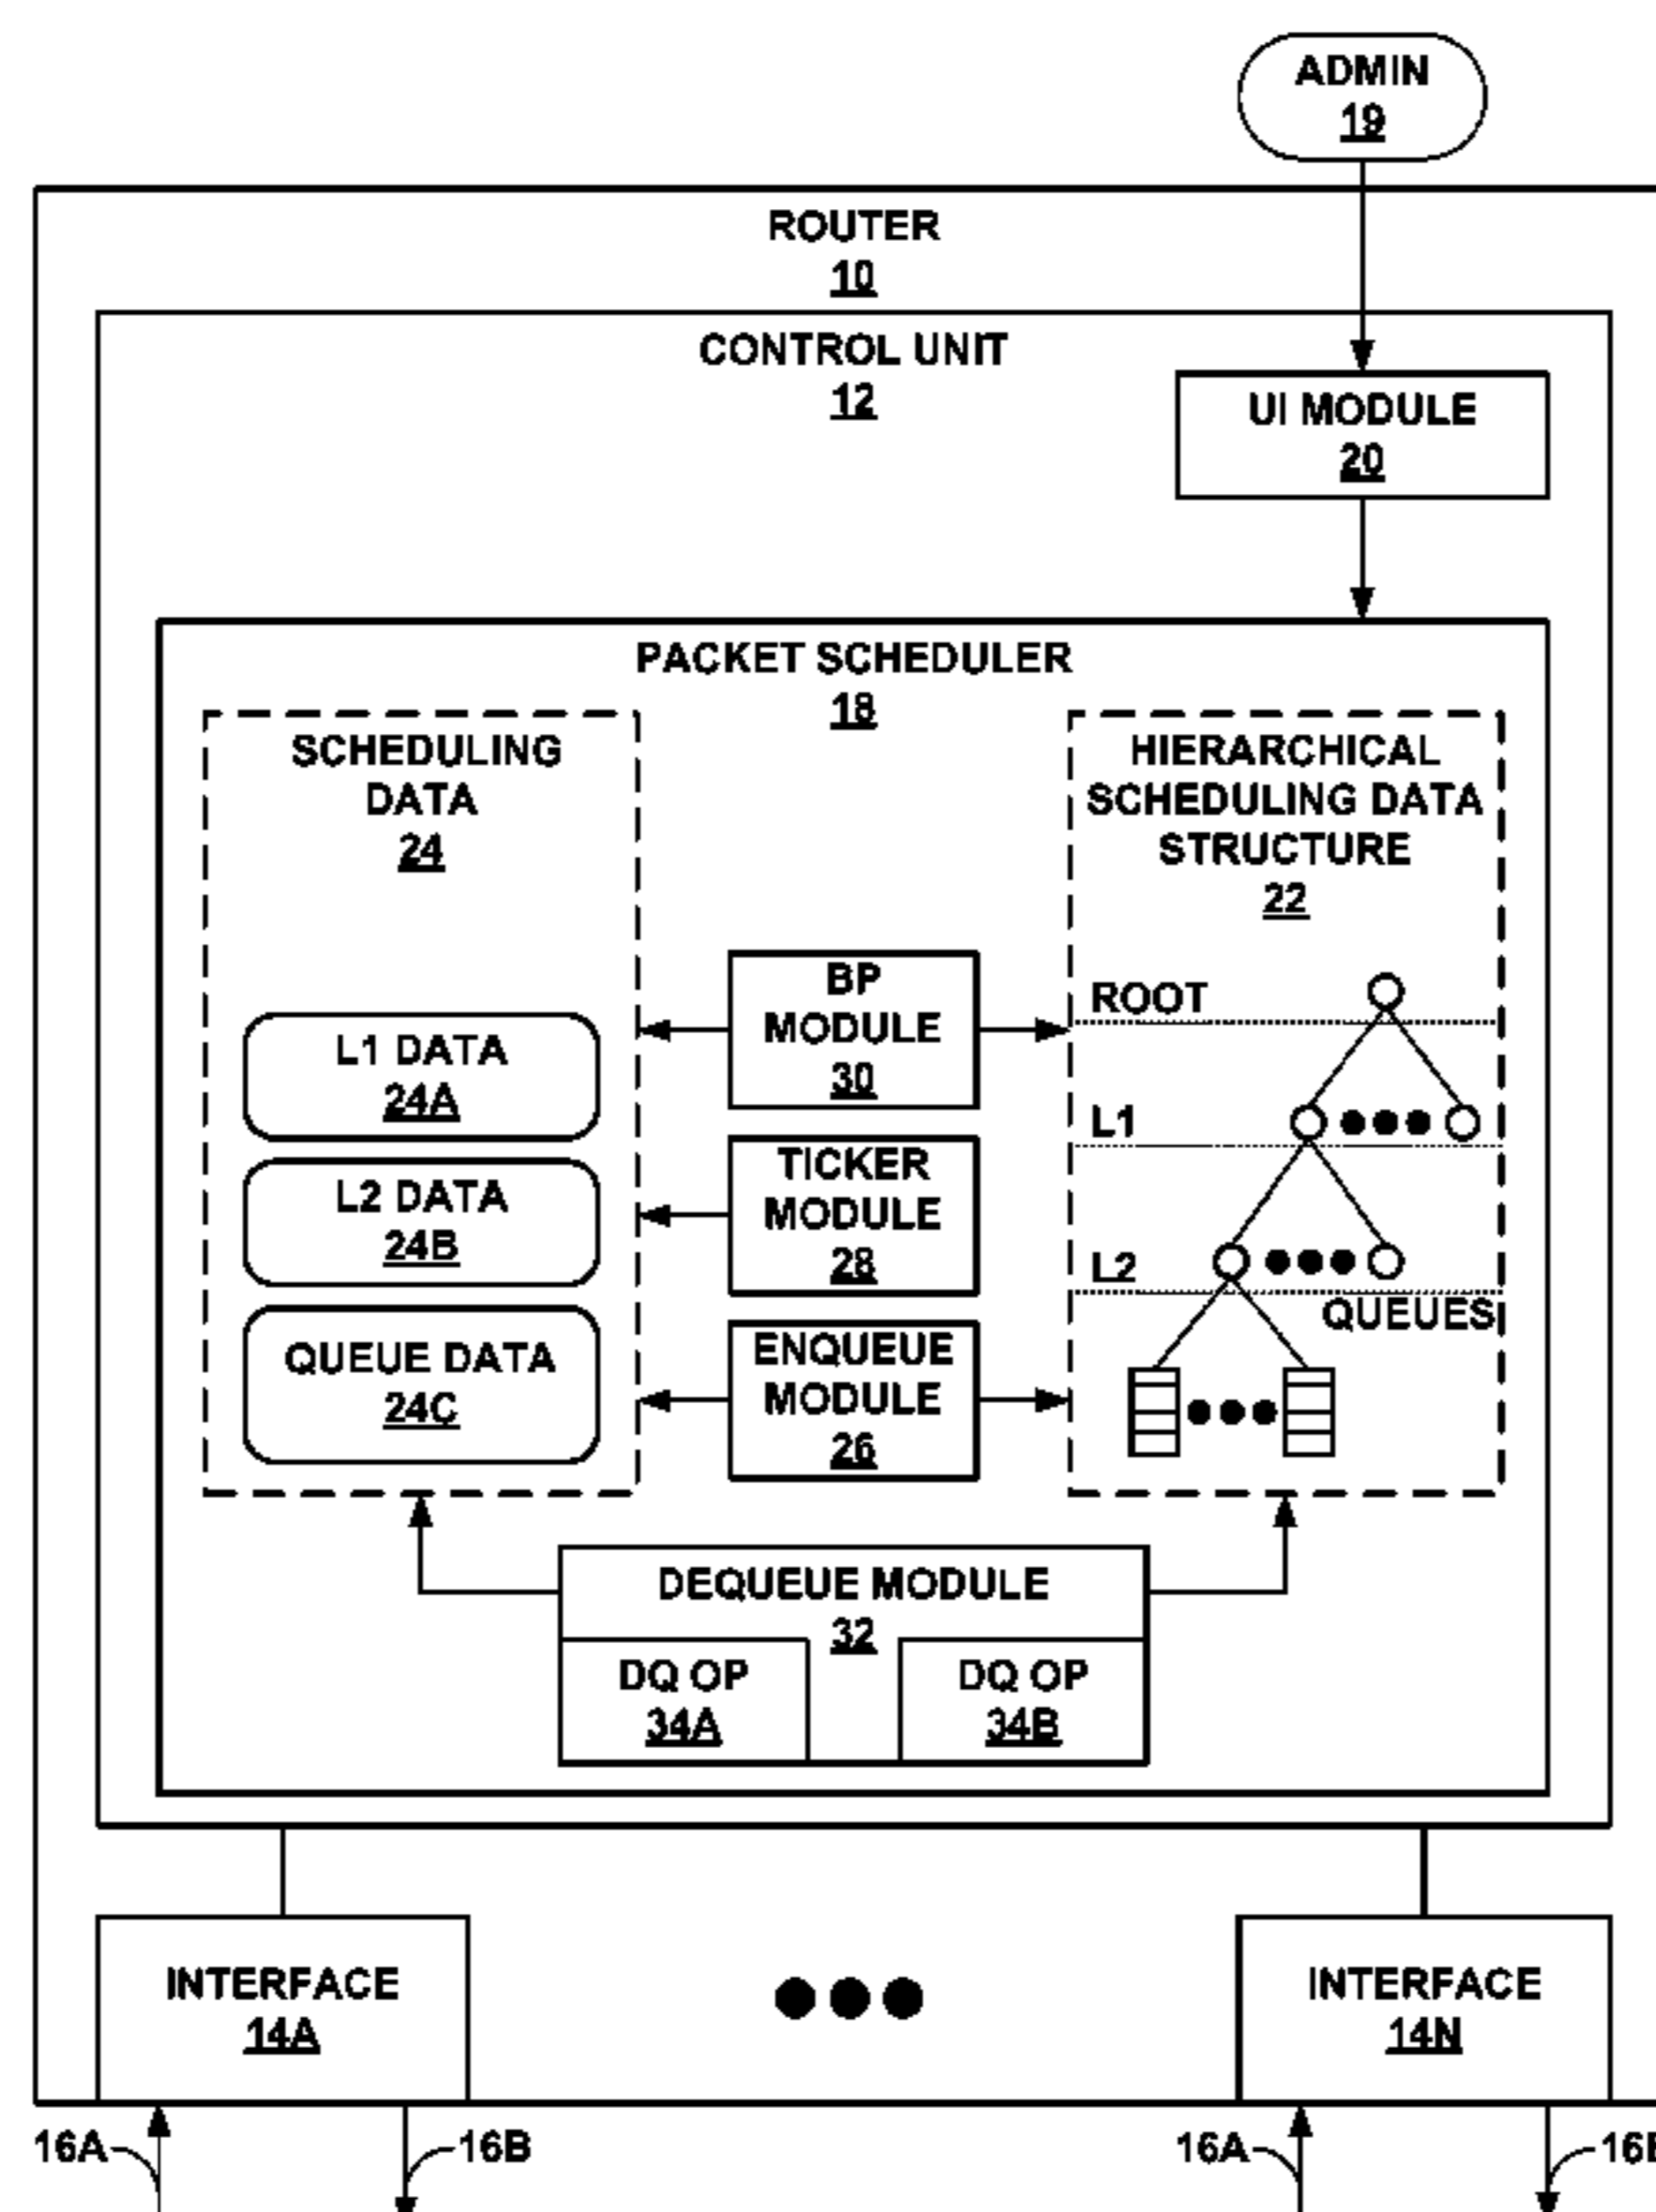 ADMIN
19
ROUTER
10
CONTROL UNIT
12
UI MODULE
20
PACKET SCHEDULER
18
SCHEDULING
DATA
24
HIERARCHICAL
SCHEDULING DATA
STRUCTURE
22
BP
MODULE
30
ROOT
L1 DATA
24A
L1
TICKER
MODULE
28
L2 DATA
24B
L2
QUEUES
ENQUEUE
MODULE
26
QUEUE DATA
24C
DEQUEUE MODULE
32
DQ OP
34A
DQ OP
34B
INTERFACE
14A
INTERFACE
14N
16A
16B
16A